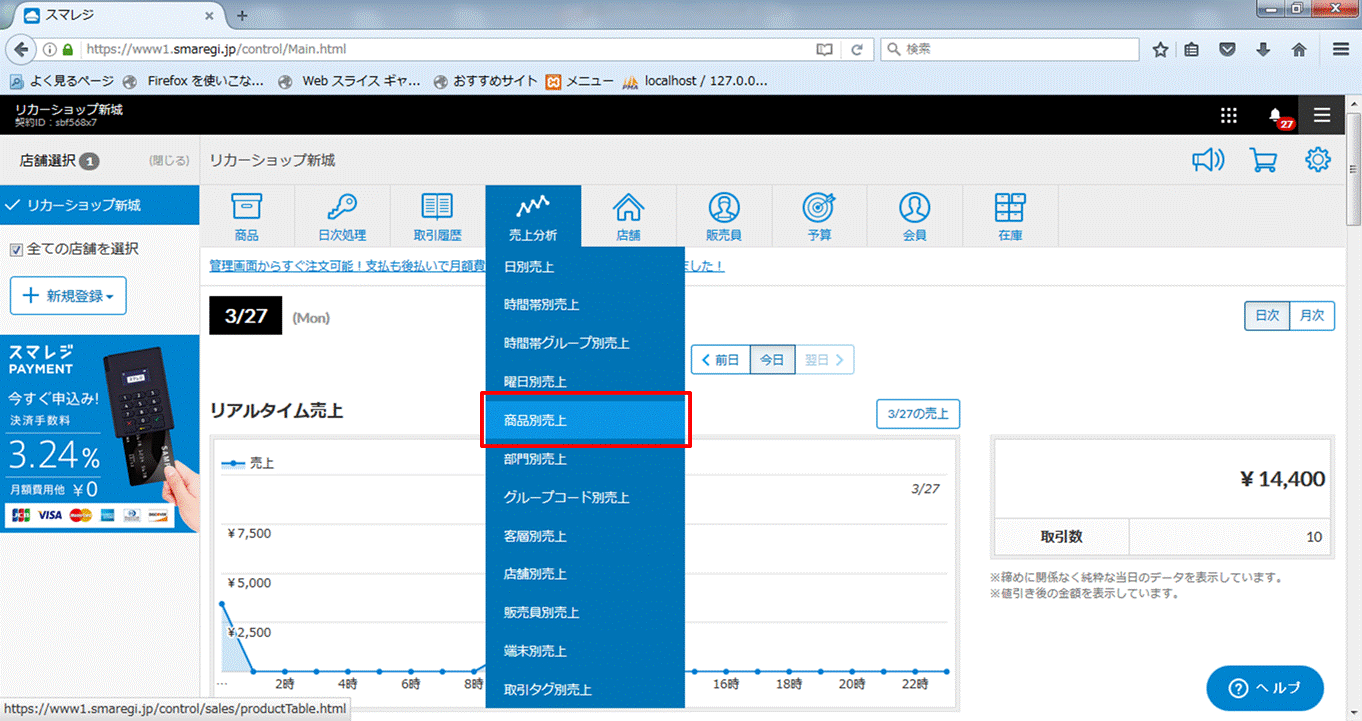 スマレジ
https://www1.smaregi.jp/control/Main.html
検索
よく見るページ Firefox を使いこな... Web スライス ギャ... おすすめサイト メニュー localhost / 127.0.0...
リカーショップ新城
契約ID：sbf568x7
27
店舗選択 1 (閉じる) リカーショップ新城
リカーショップ新城
全ての店舗を選択
新規登録
商品 日次処理 取引履歴 売上分析 店舗 販売員 予算 会員 在庫
管理画面からすぐ注文可能！支払も後払いで月額費
ました！
日別売上
時間帯別売上
時間帯グループ別売上
曜日別売上
商品別売上
部門別売上
グループコード別売上
客層別売上
店舗別売上
販売員別売上
端末別売上
取引タグ別売上
3/27 (Mon)
日次 月次
前日 今日 翌日
リアルタイム売上
3/27の売上
売上
3/27
¥7,500
¥5,000
¥2,500
... 2時 4時 6時 8時 16時 18時 20時 22時
¥ 14,400
取引数 10
※締めに関係なく純粋な当日のデータを表示しています。
※値引き後の金額を表示しています。
スマレジ
PAYMENT
今すぐ申込み!
決済手数料
3.24%
月額費用他 ¥0
JCB VISA
ヘルプ
https://www1.smaregi.jp/control/sales/productTable.html